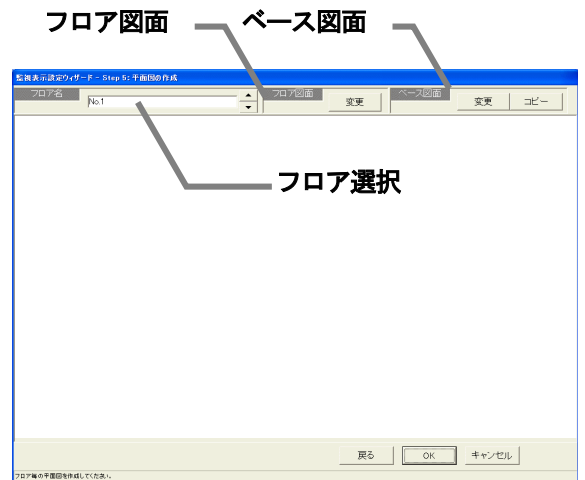 フロア図面 ベース図面
監視表示設定ウィザード - Step 5: 平面図の作成
フロア名 No.1 フロア図面 変更 ベース図面 変更 コピー
フロア選択
戻る OK キャンセル
フロア毎の平面図を作成してください。